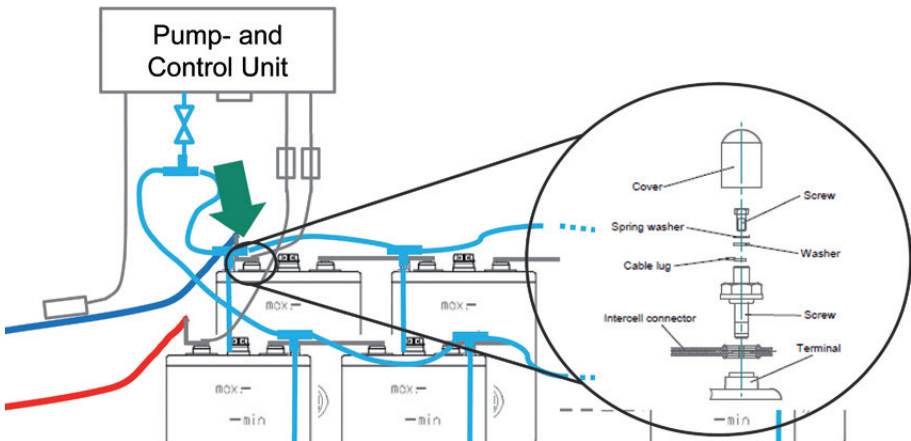 Pump- and
Control Unit
Cover
Screw
Spring washer
Washer
Cable lug
Screw
Intercell connector
Terminal
max.-
max.-
max.-
-min
max.-
-min
-min